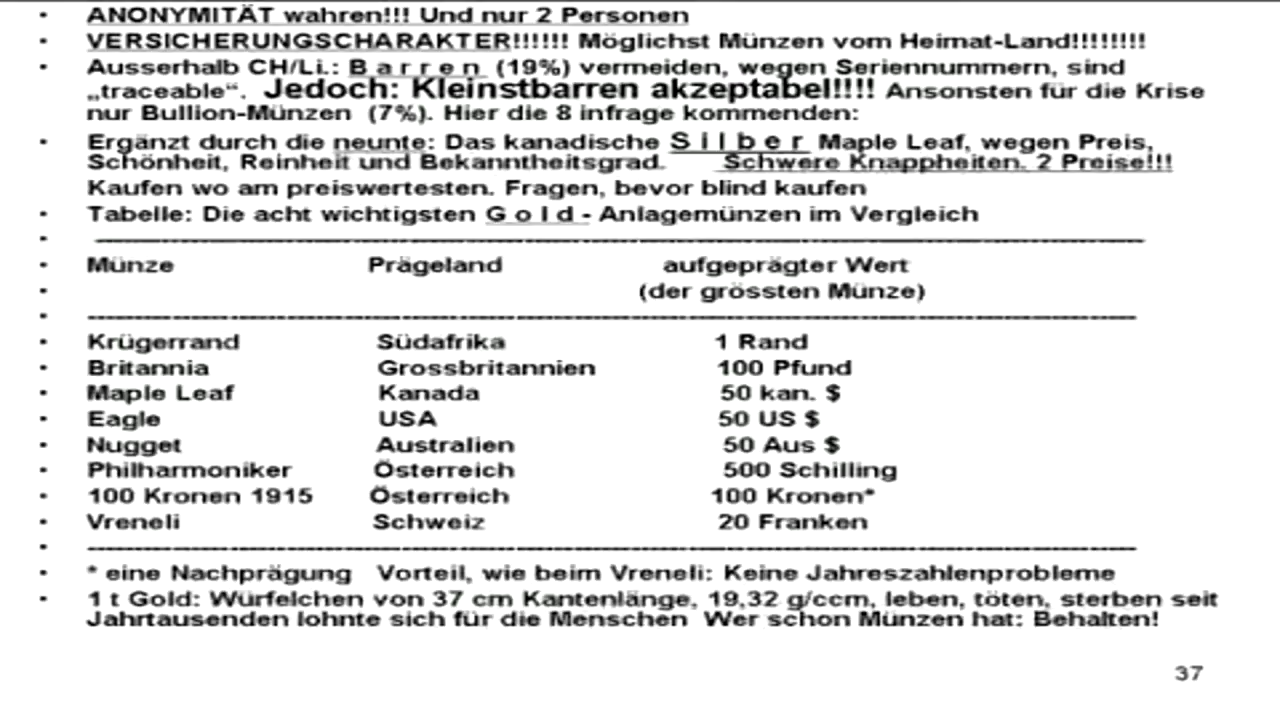 • ANONYMITÄT wahren!!! Und nur 2 Personen
• VERSICHERUNGSCHARAKTER!!!!!! Möglichst Münzen vom Heimat-Land!!!!!!!!
• Ausserhalb CH/Li.: B a r r e n (19%) vermeiden, wegen Seriennummern, sind
„traceable“. Jedoch: Kleinstbarren akzeptabel!!!! Ansonsten für die Krise
nur Bullion-Münzen (7%). Hier die 8 infrage kommenden:
• Ergänzt durch die neunte: Das kanadische S i l b e r Maple Leaf, wegen Preis,
Schönheit, Reinheit und Bekanntheitsgrad. Schwere Knappheiten. 2 Preise!!!
Kaufen wo am preiswertesten. Fragen, bevor blind kaufen
• Tabelle: Die acht wichtigsten G o l d - Anlagemünzen im Vergleich
• Münze Prägeland aufgeprägter Wert
• (der grössten Münze)
• Krügerrand Südafrika 1 Rand
• Britannia Grossbritannien 100 Pfund
• Maple Leaf Kanada 50 kan. $
• Eagle USA 50 US $
• Nugget Australien 50 Aus $
• Philharmoniker Österreich 500 Schilling
• 100 Kronen 1915 Österreich 100 Kronen*
• Vreneli Schweiz 20 Franken
• * eine Nachprägung Vorteil, wie beim Vreneli: Keine Jahreszahlenprobleme
• 1 t Gold: Würfelchen von 37 cm Kantenlänge, 19,32 g/ccm, leben, töten, sterben seit
Jahrtausenden lohnte sich für die Menschen Wer schon Münzen hat: Behalten!
37